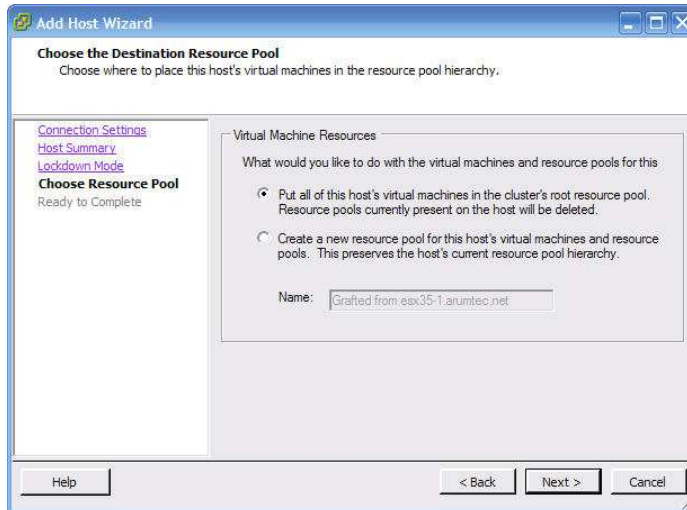 Add Host Wizard
Choose the Destination Resource Pool
Choose where to place this host's virtual machines in the resource pool hierarchy.
Connection Settings
Host Summary
Lockdown Mode
Choose Resource Pool
Ready to Complete
Virtual Machine Resources
What would you like to do with the virtual machines and resource pools for this
Put all of this host's virtual machines in the cluster's root resource pool.
Resource pools currently present on the host will be deleted.
Create a new resource pool for this host's virtual machines and resource
pools. This preserves the host's current resource pool hierarchy.
Name: Grafted from esx35-1.arumtec.net
Help
< Back
Next >
Cancel